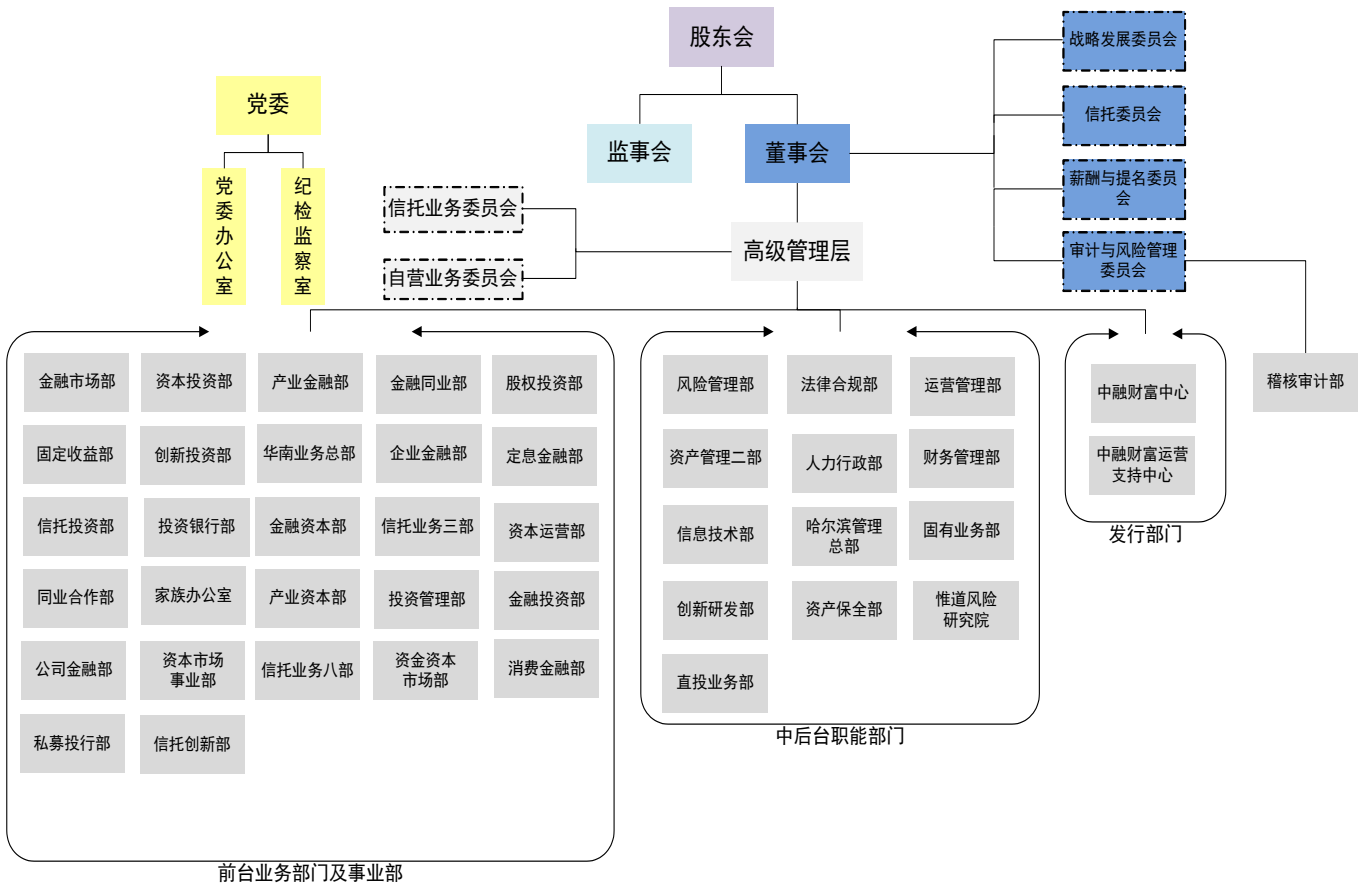 股东会
党委
监事会
董事会
战略发展委员会
信托委员会
薪酬与提名委员
会
审计与风险管理
委员会
党
委
办
公
室
纪
检
监
察
室
信托业务委员会
自营业务委员会
高级管理层
金融市场部
资本投资部
产业金融部
金融同业部
股权投资部
固定收益部
创新投资部
华南业务总部
企业金融部
定息金融部
信托投资部
投资银行部
金融资本部
信托业务三部
资本运营部
同业合作部
家族办公室
产业资本部
投资管理部
金融投资部
公司金融部
资本市场
事业部
信托业务八部
资金资本
市场部
消费金融部
私募投行部
信托创新部
前台业务部门及事业部
风险管理部
法律合规部
运营管理部
资产管理二部
人力行政部
财务管理部
信息技术部
哈尔滨管理
总部
固有业务部
创新研发部
资产保全部
惟道风险
研究院
直投业务部
中后台职能部门
中融财富中心
中融财富运营
支持中心
发行部门
稽核审计部